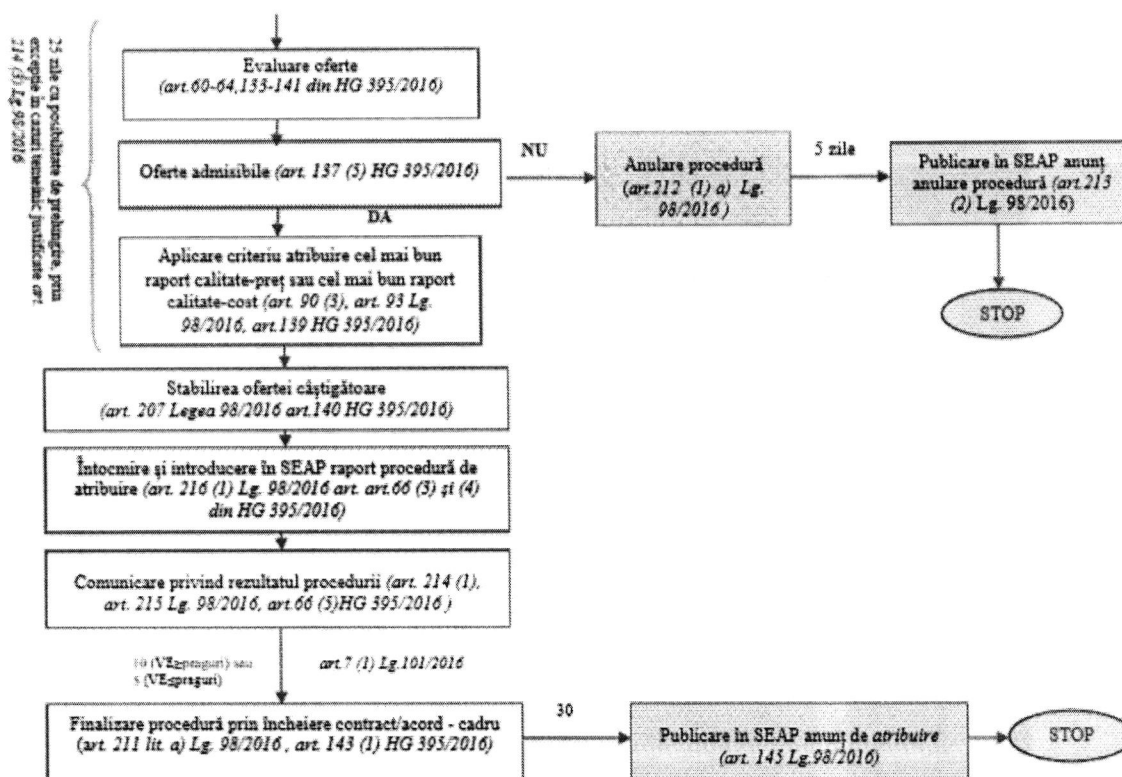 25 zile cu posibilitate de prelungire, prin
excepție în cazuri temeinic justificate art.
214 (5) Lg.98/2016
Evaluare oferte
(art.60-64,133-141 din HG 395/2016)
Oferte admisibile (art. 137 (5) HG 395/2016)
NU
Anulare procedură
(art.212 (1) a) Lg.
98/2016 )
5 zile
Publicare în SEAP anunț
anulare procedură (art.213
(2) Lg. 98/2016)
STOP
DA
Aplicare criteriu atribuire cel mai bun
raport calitate-preț sau cel mai bun raport
calitate-cost (art. 90 (3), art. 93 Lg.
98/2016, art.139 HG 395/2016)
Stabilirea ofertei câștigătoare
(art. 207 Legea 98/2016 art.140 HG 395/2016)
Întocmire și introducere în SEAP raport procedură de
atribuire (art. 216 (1) Lg. 98/2016 art. art.66 (3) și (4)
din HG 395/2016)
Comunicare privind rezultatul procedurii (art. 214 (1),
art. 215 Lg. 98/2016, art.66 (5)HG 395/2016 )
10 (VE≥praguri) sau
5 (VE≤praguri)
art.7 (1) Lg.101/2016
Finalizare procedură prin încheiere contract/acord - cadru
(art. 211 lit. a) Lg. 98/2016 , art. 143 (1) HG 395/2016)
30
Publicare în SEAP anunț de atribuire
(art. 145 Lg.98/2016)
STOP